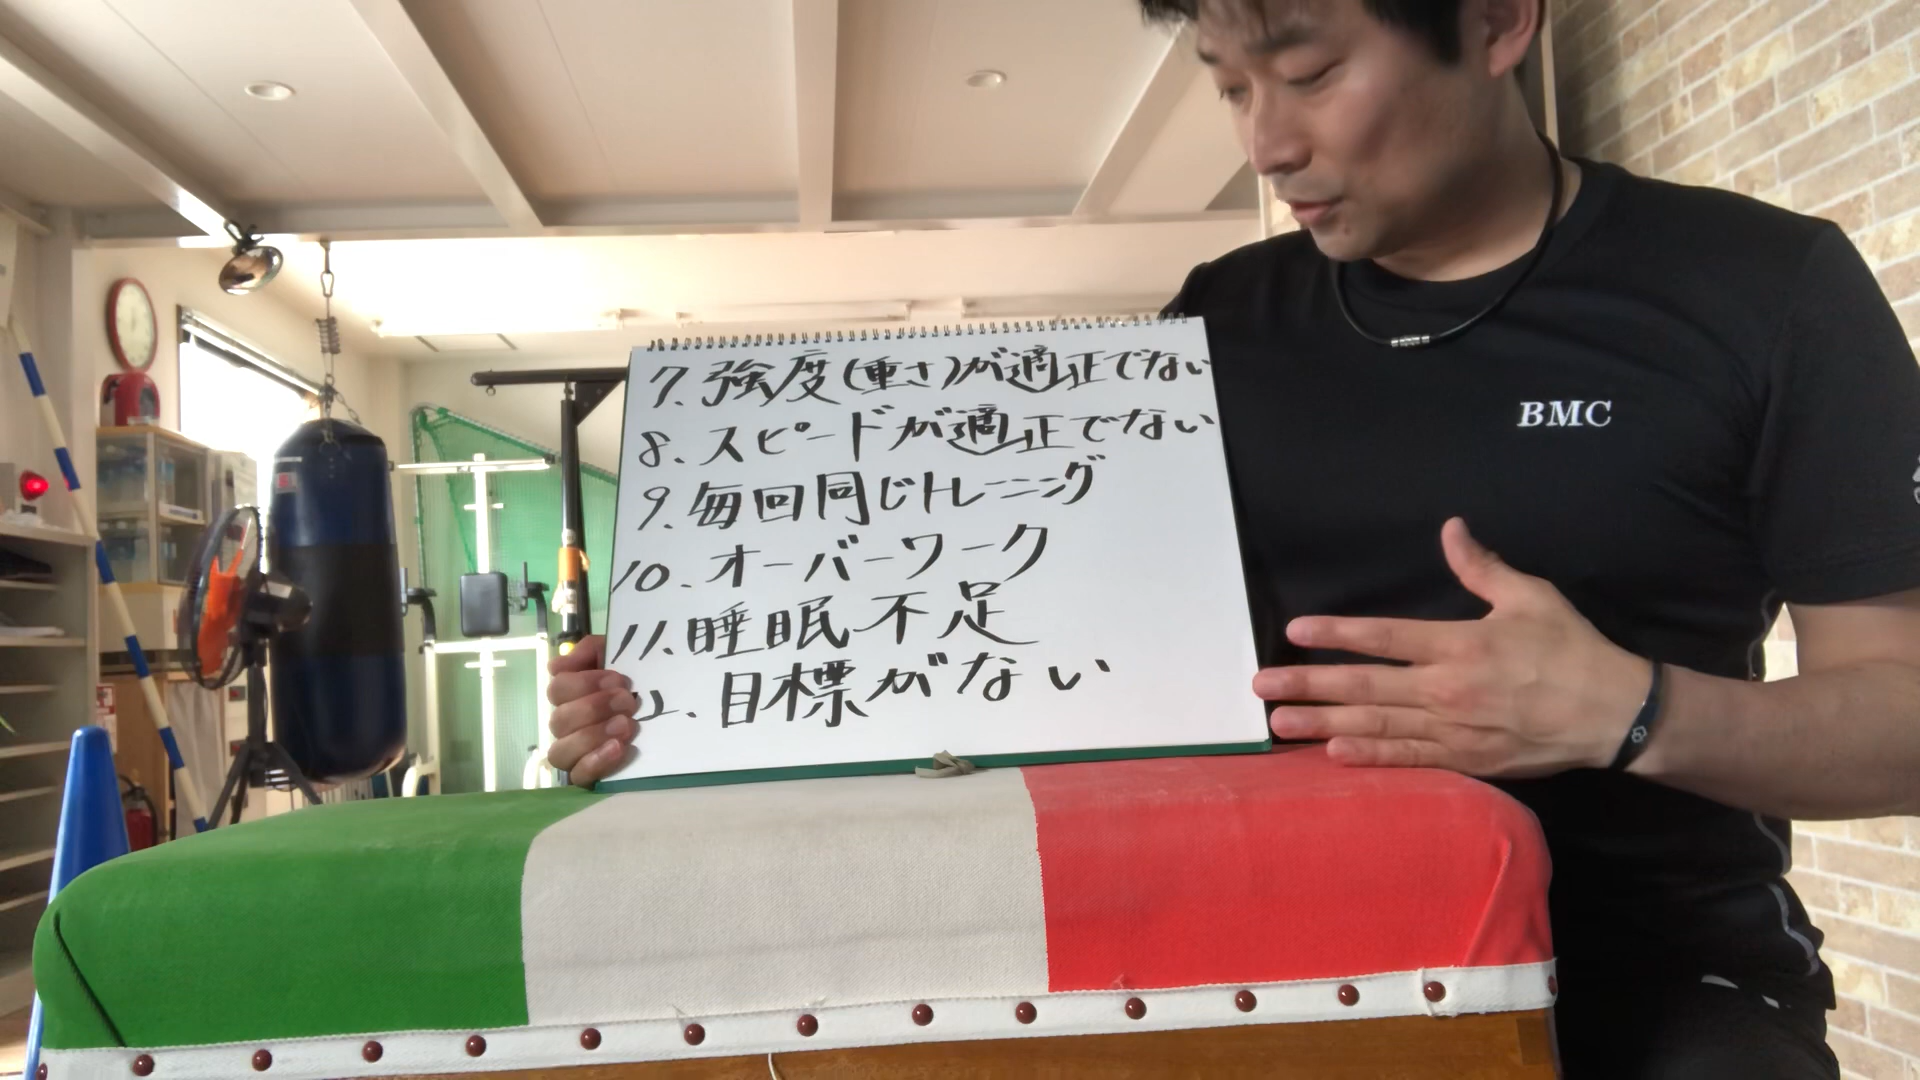 7. 強度(重さ)が適正でない
8. スピードが適正でない
9. 毎回同じトレーニング
10. オーバーワーク
11. 睡眠不足
12. 目標がない
BMC